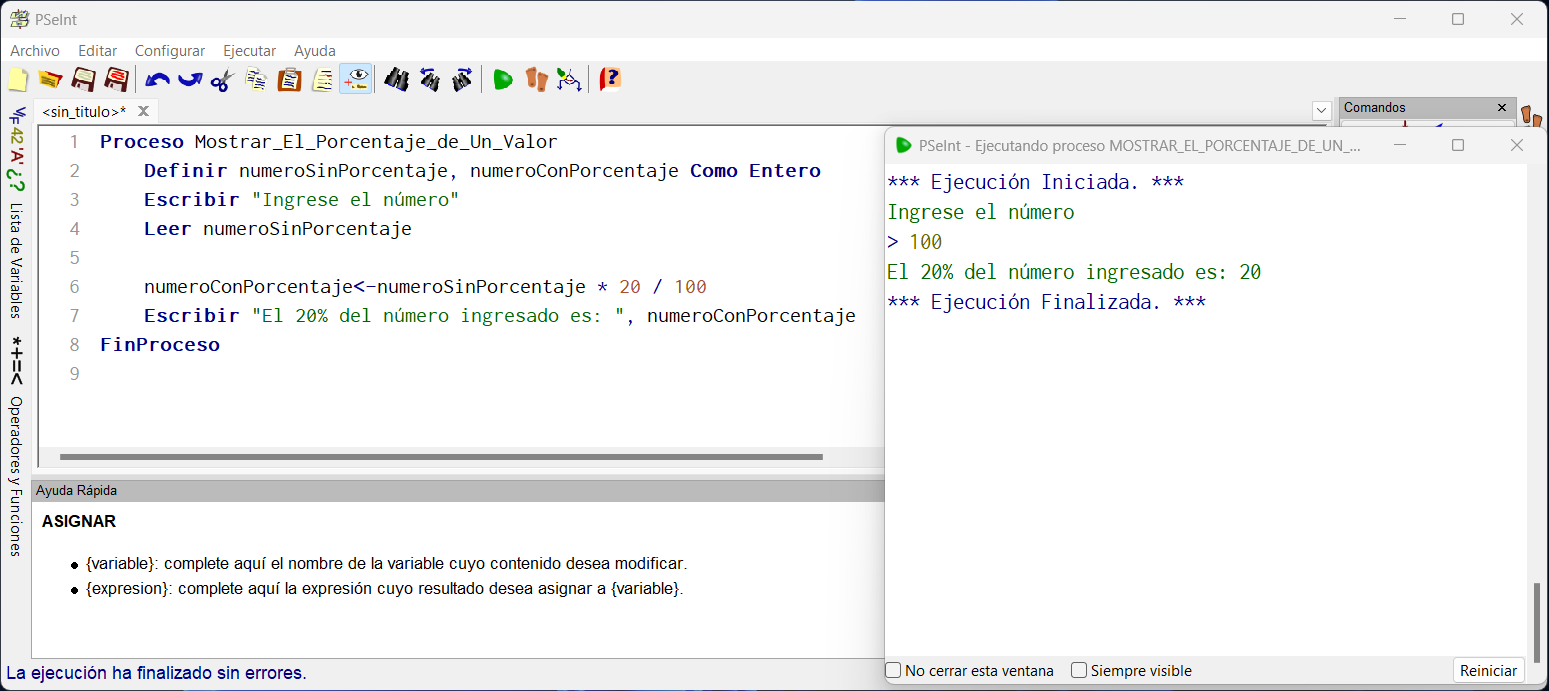 PSeInt
Archivo Editar Configurar Ejecutar Ayuda
<sin_titulo>*
42 'A' ¿?
Lista de Variables
*+=<
Operadores y Funciones
1 Proceso Mostrar_El_Porcentaje_de_Un_Valor
2 Definir numeroSinPorcentaje, numeroConPorcentaje Como Entero
3 Escribir "Ingrese el número"
4 Leer numeroSinPorcentaje
5
6 numeroConPorcentaje<-numeroSinPorcentaje * 20 / 100
7 Escribir "El 20% del número ingresado es: ", numeroConPorcentaje
8 FinProceso
9
Comandos
PSeInt - Ejecutando proceso MOSTRAR_EL_PORCENTAJE_DE_UN_...
*** Ejecución Iniciada. ***
Ingrese el número
> 100
El 20% del número ingresado es: 20
*** Ejecución Finalizada. ***
No cerrar esta ventana Siempre visible Reiniciar
Ayuda Rápida
ASIGNAR
{variable}: complete aquí el nombre de la variable cuyo contenido desea modificar.
{expresion}: complete aquí la expresión cuyo resultado desea asignar a {variable}.
La ejecución ha finalizado sin errores.